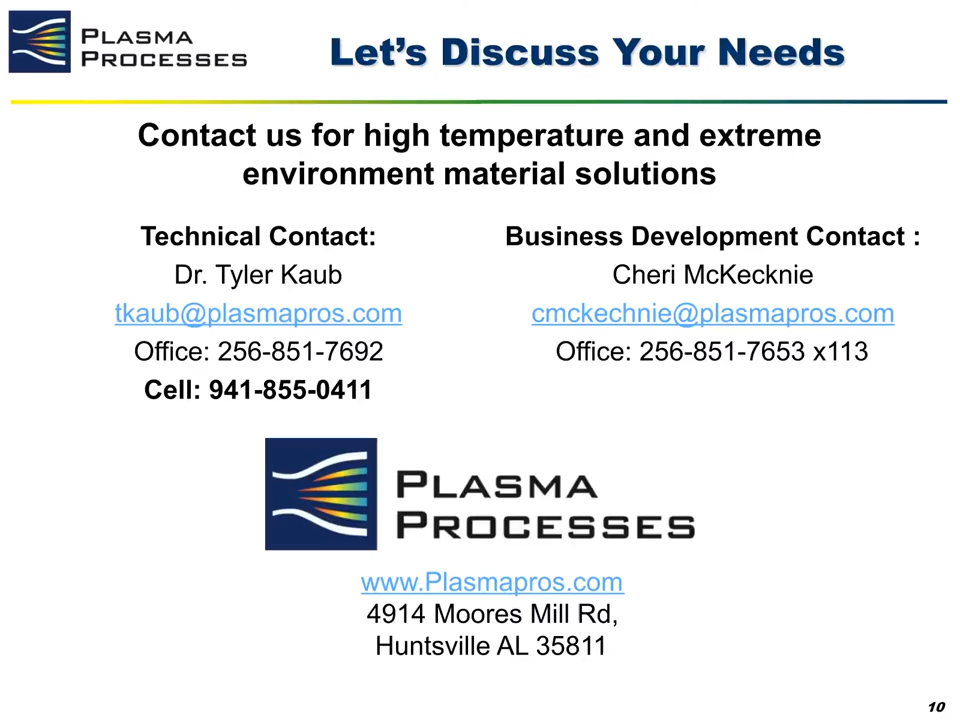 PLASMA
PROCESSES
Let's Discuss Your Needs
Contact us for high temperature and extreme
environment material solutions
Technical Contact:
Dr. Tyler Kaub
tkaub@plasmapros.com
Office: 256-851-7692
Cell: 941-855-0411
Business Development Contact :
Cheri McKecknie
cmckechnie@plasmapros.com
Office: 256-851-7653 x113
PLASMA
PROCESSES
www.Plasmapros.com
4914 Moores Mill Rd,
Huntsville AL 35811
10